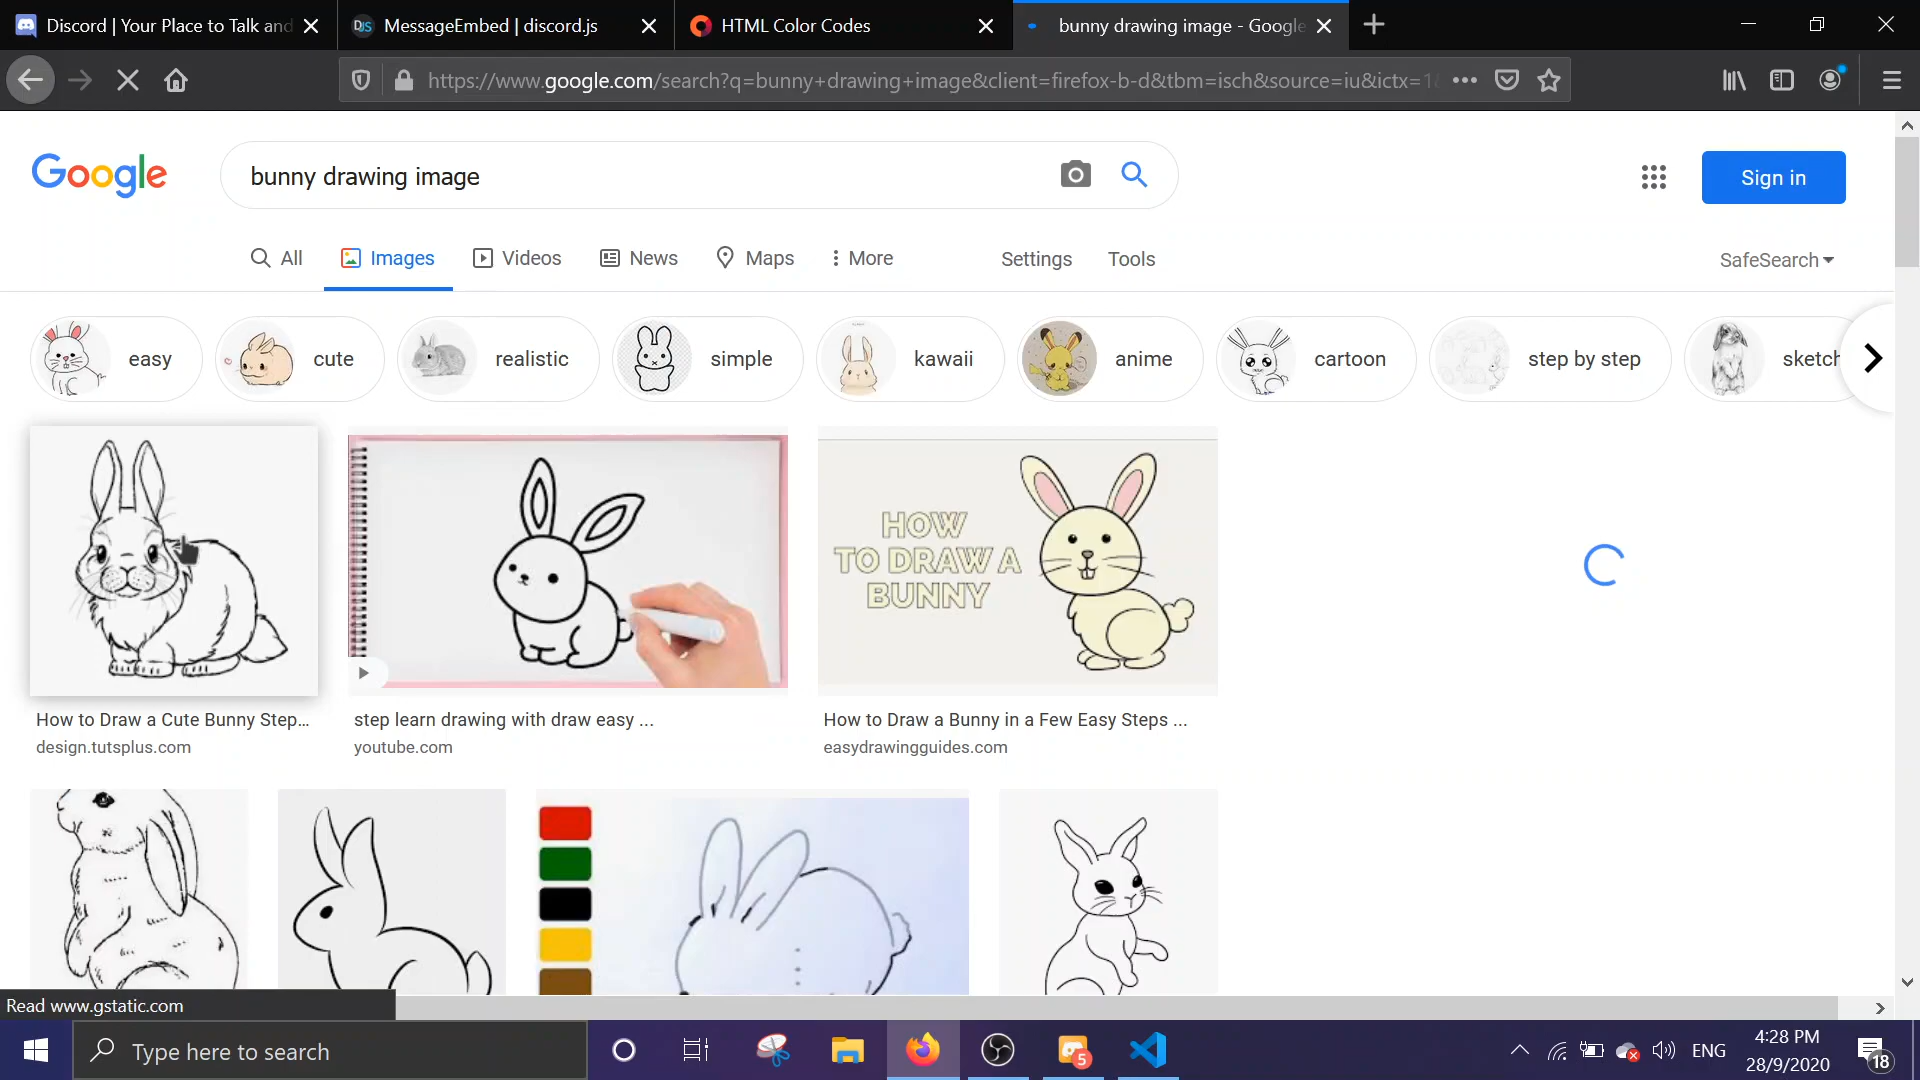 Discord | Your Place to Talk and
MessageEmbed | discord.js
HTML Color Codes
bunny drawing image - Google
https://www.google.com/search?q=bunny+drawing+image&client=firefox-b-d&tbm=isch&source=iu&ictx=1
Google
bunny drawing image
Sign in
All
Images
Videos
News
Maps
More
Settings
Tools
SafeSearch
easy
cute
realistic
simple
kawaii
anime
cartoon
step by step
sketch
HOW
TO DRAW A
BUNNY
How to Draw a Cute Bunny Step...
design.tutsplus.com
step learn drawing with draw easy ...
youtube.com
How to Draw a Bunny in a Few Easy Steps ...
easydrawingguides.com
Read www.gstatic.com
Type here to search
5
ENG
4:28 PM
28/9/2020
18